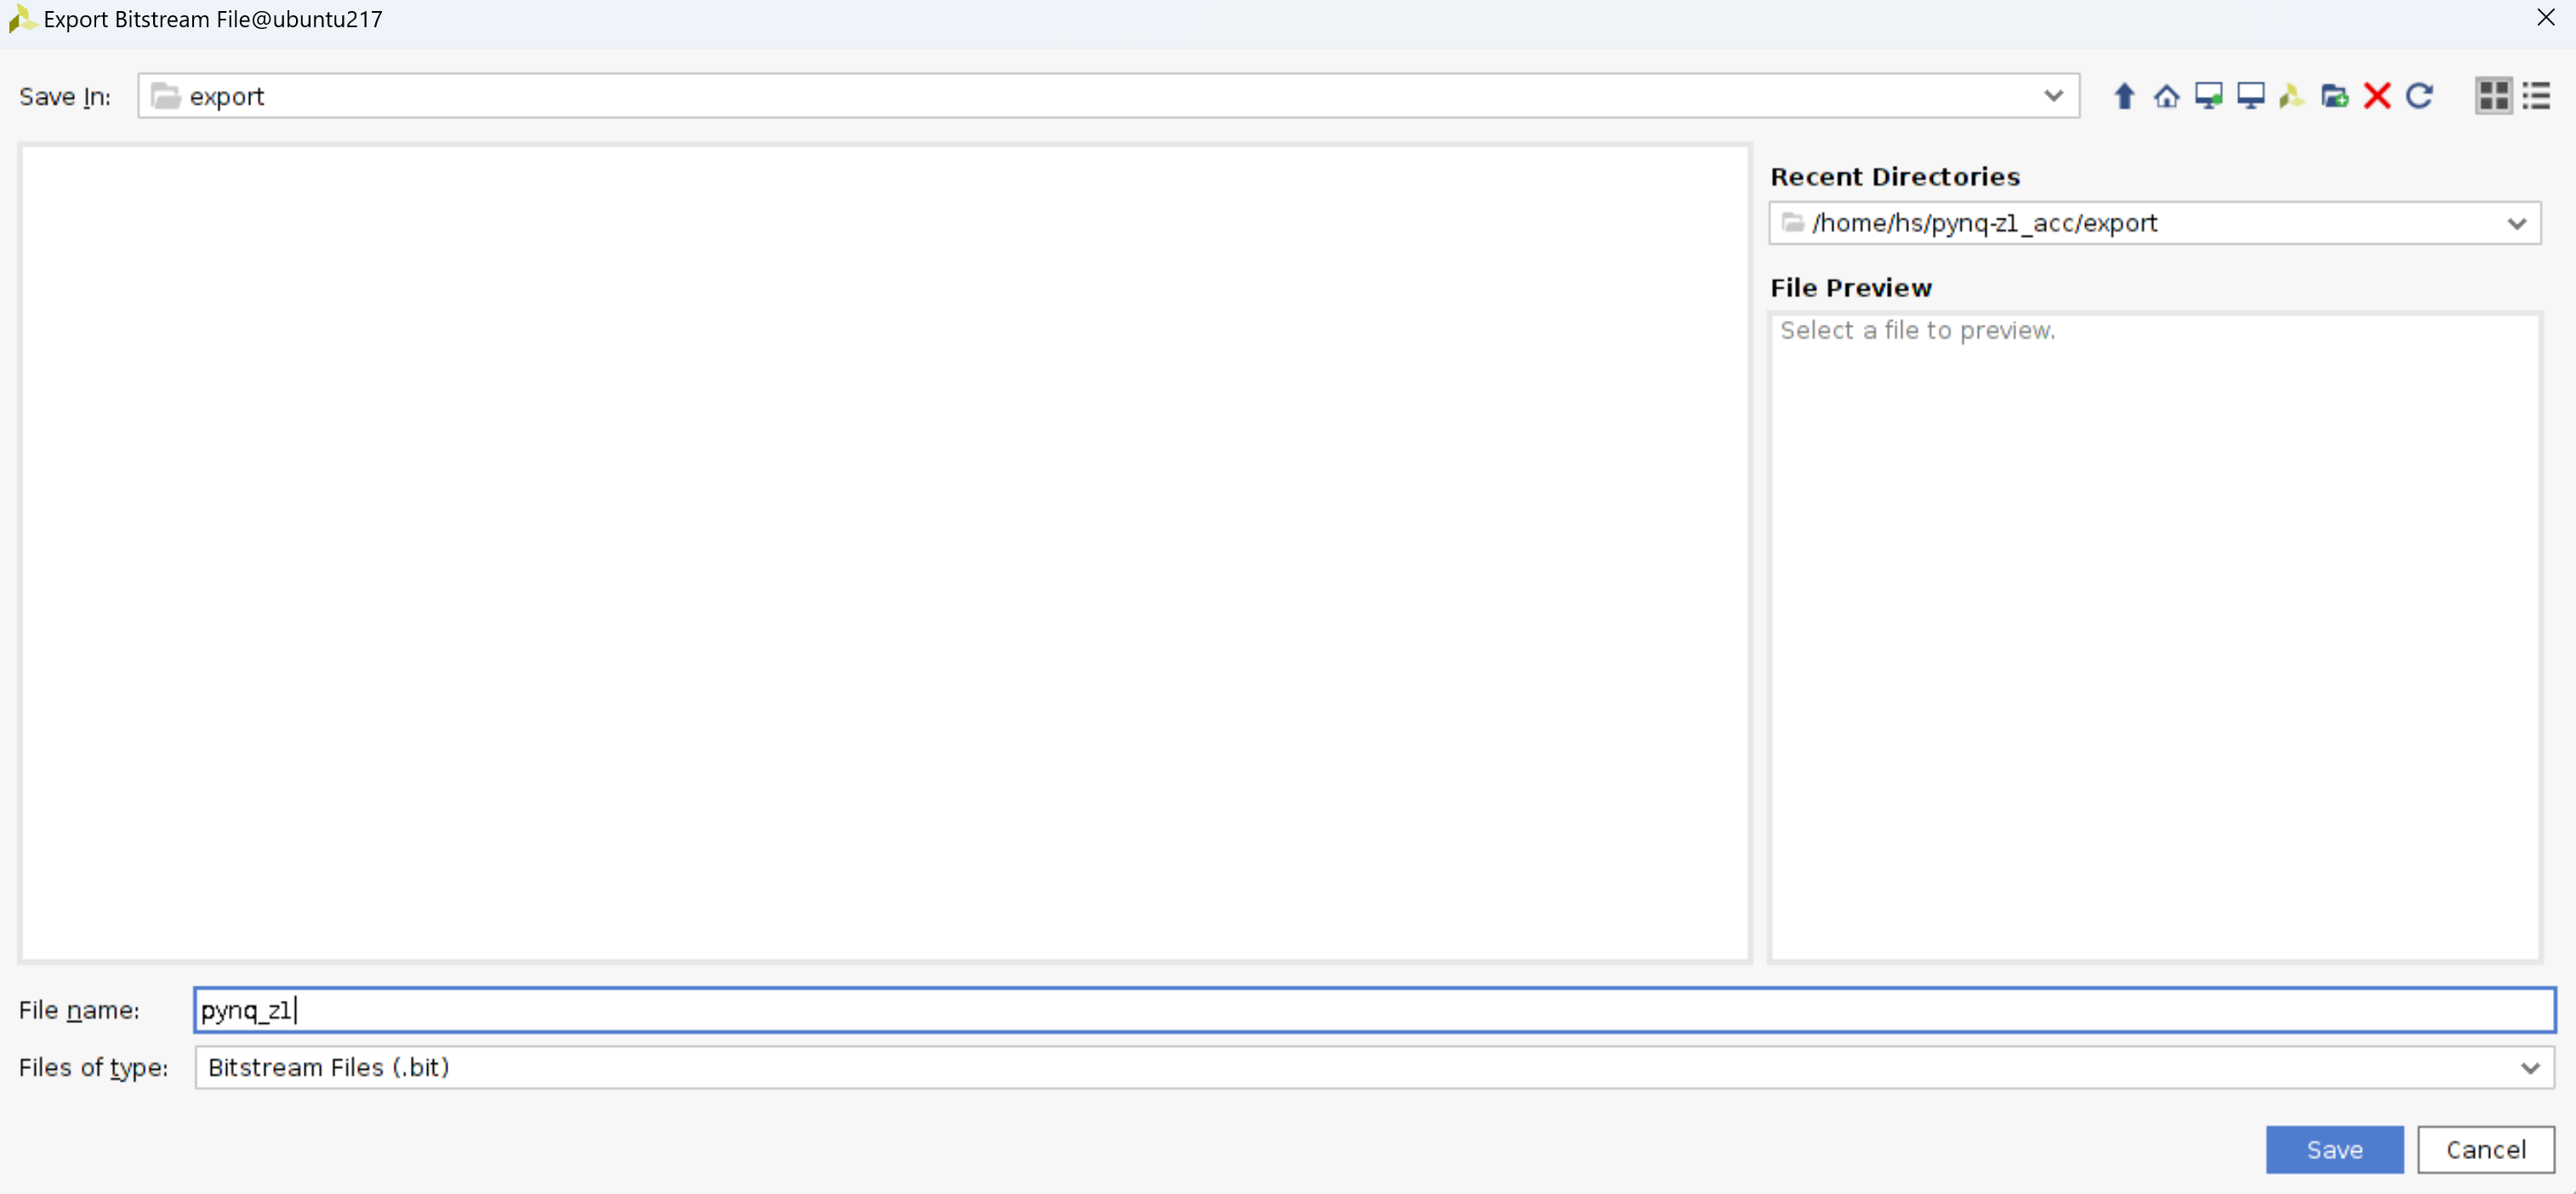 Export Bitstream File@ubuntu217
Save In: export
Recent Directories
/home/hs/pynq-z1_acc/export
File Preview
Select a file to preview.
File name: pynq_z1
Files of type: Bitstream Files (.bit)
Save Cancel